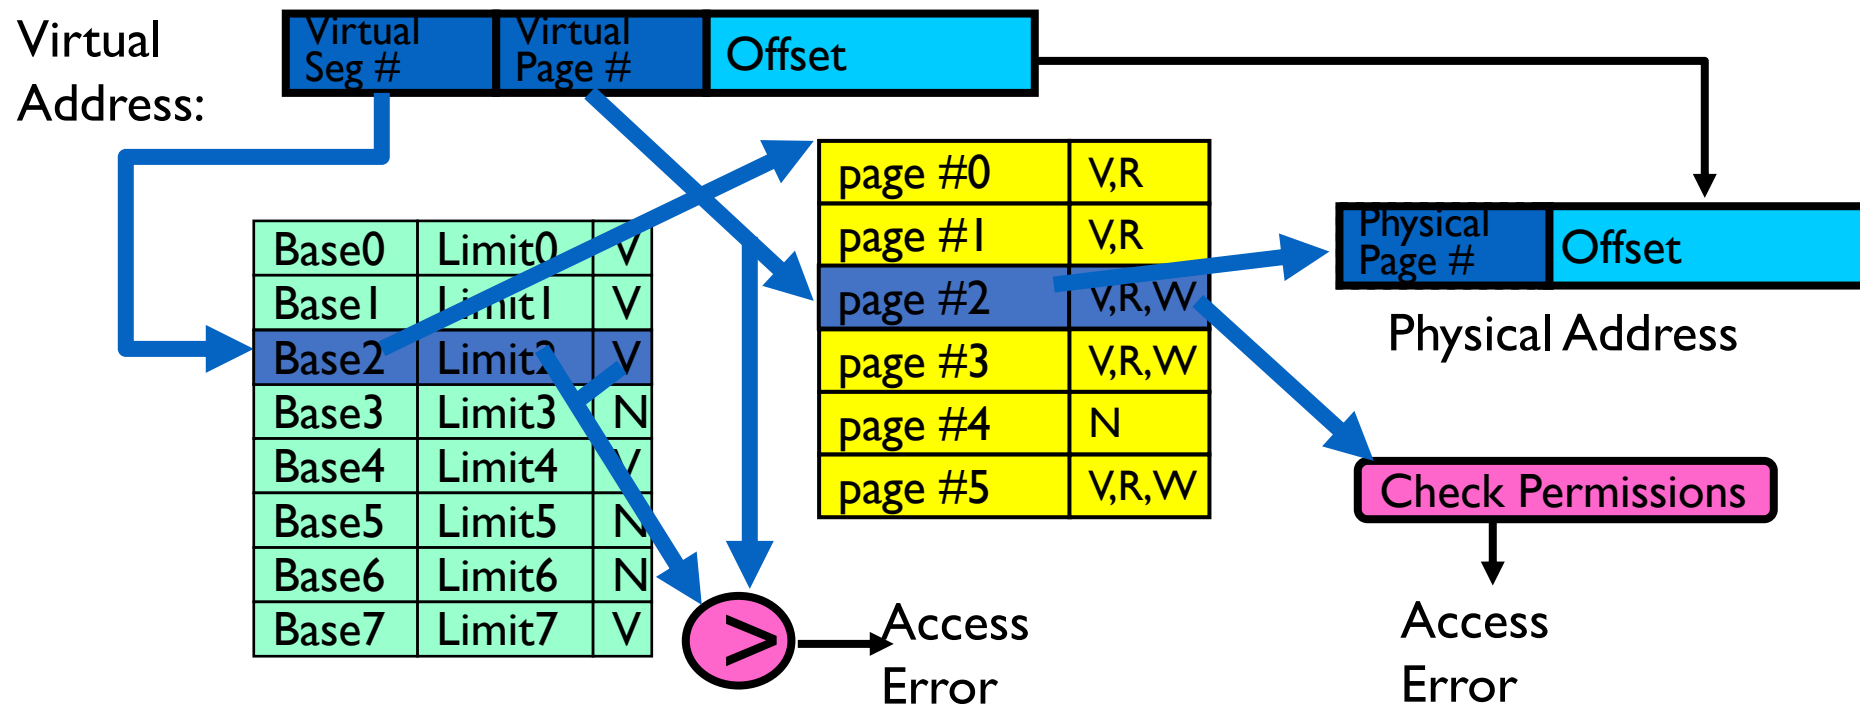 Virtual
Address:
Virtual
Seg #
Virtual
Page #
Offset
page #0 V,R
page #1 V,R
page #2 V,R,W
page #3 V,R,W
page #4 N
page #5 V,R,W
Physical
Page #
Offset
Physical Address
Base0 Limit0 V
Base1 Limit1 V
Base2 Limit2 V
Base3 Limit3 N
Base4 Limit4 V
Base5 Limit5 N
Base6 Limit6 N
Base7 Limit7 V
>
Access
Error
Check Permissions
Access
Error